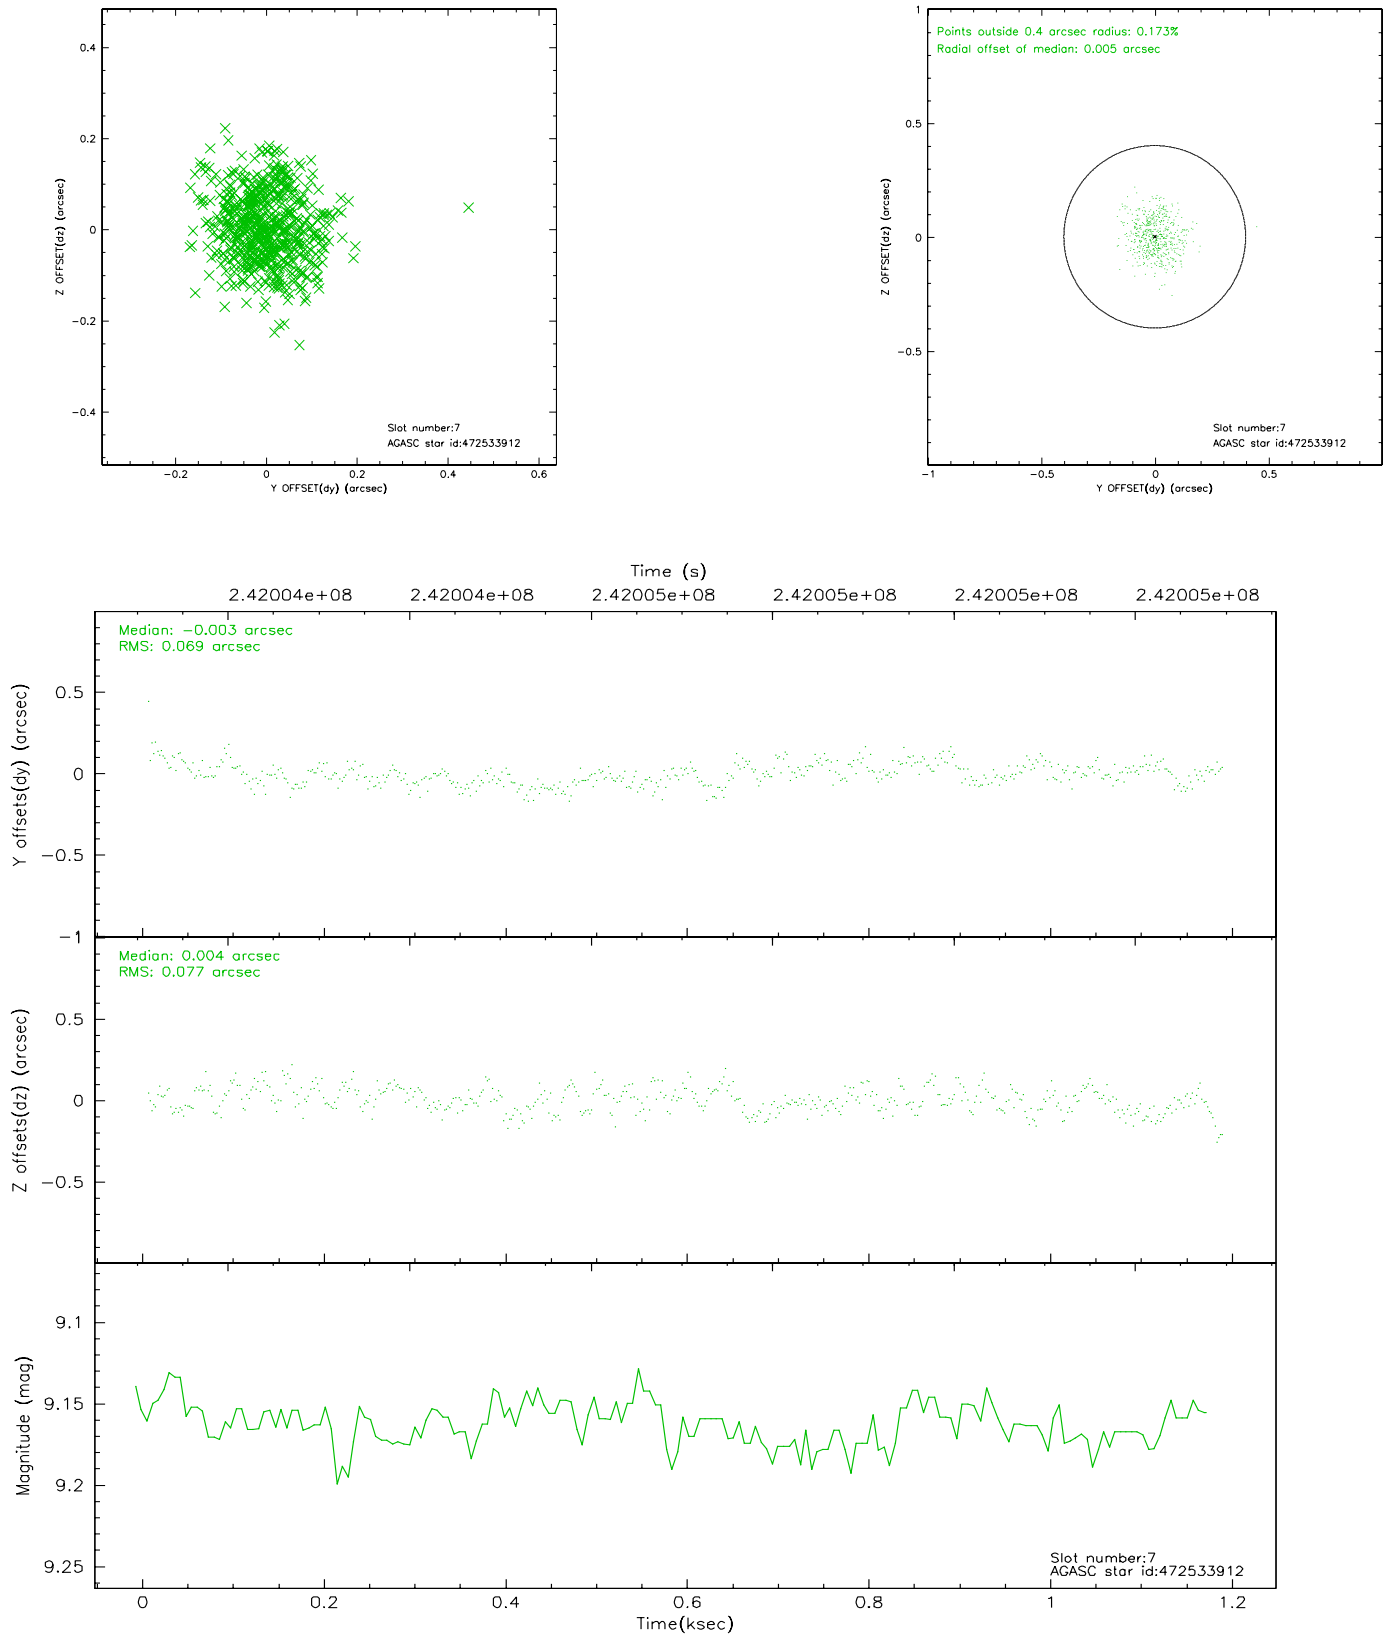 0.4
0.2
0
-0.2
-0.4
Z OFFSET(dz) (arcsec)
Slot number:7
AGASC star id:472533912
-0.2 0 0.2 0.4 0.6
Y OFFSET(dy) (arcsec)
1
0.5
0
-0.5
Z OFFSET(dz) (arcsec)
Points outside 0.4 arcsec radius: 0.173%
Radial offset of median: 0.005 arcsec
Slot number:7
AGASC star id:472533912
-1 -0.5 0 0.5
Y OFFSET(dy) (arcsec)
Time (s)
2.42004e+08 2.42004e+08 2.42005e+08 2.42005e+08 2.42005e+08 2.42005e+08
Median: -0.003 arcsec
RMS: 0.069 arcsec
0.5
0
-0.5
-1
Y offsets(dy) (arcsec)
Median: 0.004 arcsec
RMS: 0.077 arcsec
0.5
0
-0.5
Z offsets(dz) (arcsec)
9.1
9.15
9.2
9.25
Magnitude (mag)
Slot number:7
AGASC star id:472533912
0 0.2 0.4 0.6 0.8 1 1.2
Time(ksec)